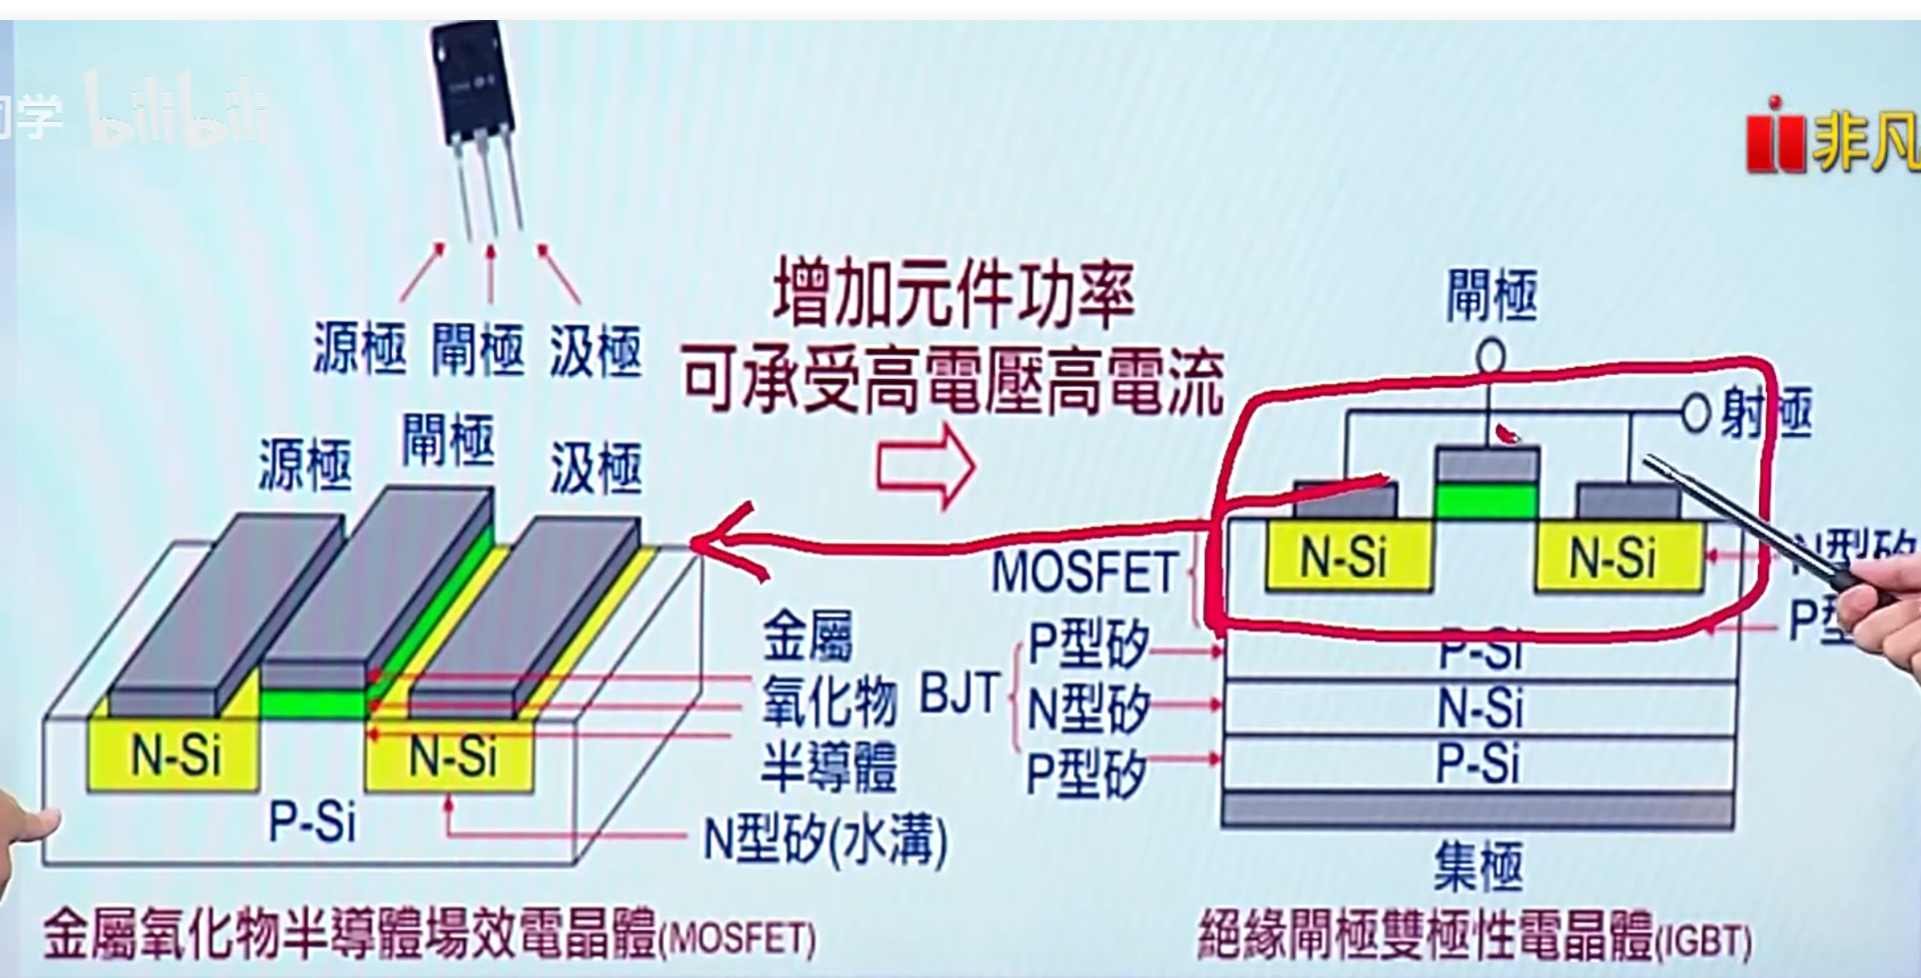 同学 bilibili
非凡
源極 閘極 汲極
增加元件功率
可承受高電壓高電流
閘極
射極
源極 閘極 汲極
N-Si N-Si
MOSFET
N型矽
P型
金屬
氧化物
半導體
BJT
P型矽
N型矽
P型矽
P-Si
N-Si
P-Si
N-Si N-Si
P-Si
N型矽(水溝)
集極
金屬氧化物半導體場效電晶體(MOSFET)
絕緣閘極雙極性電晶體(IGBT)